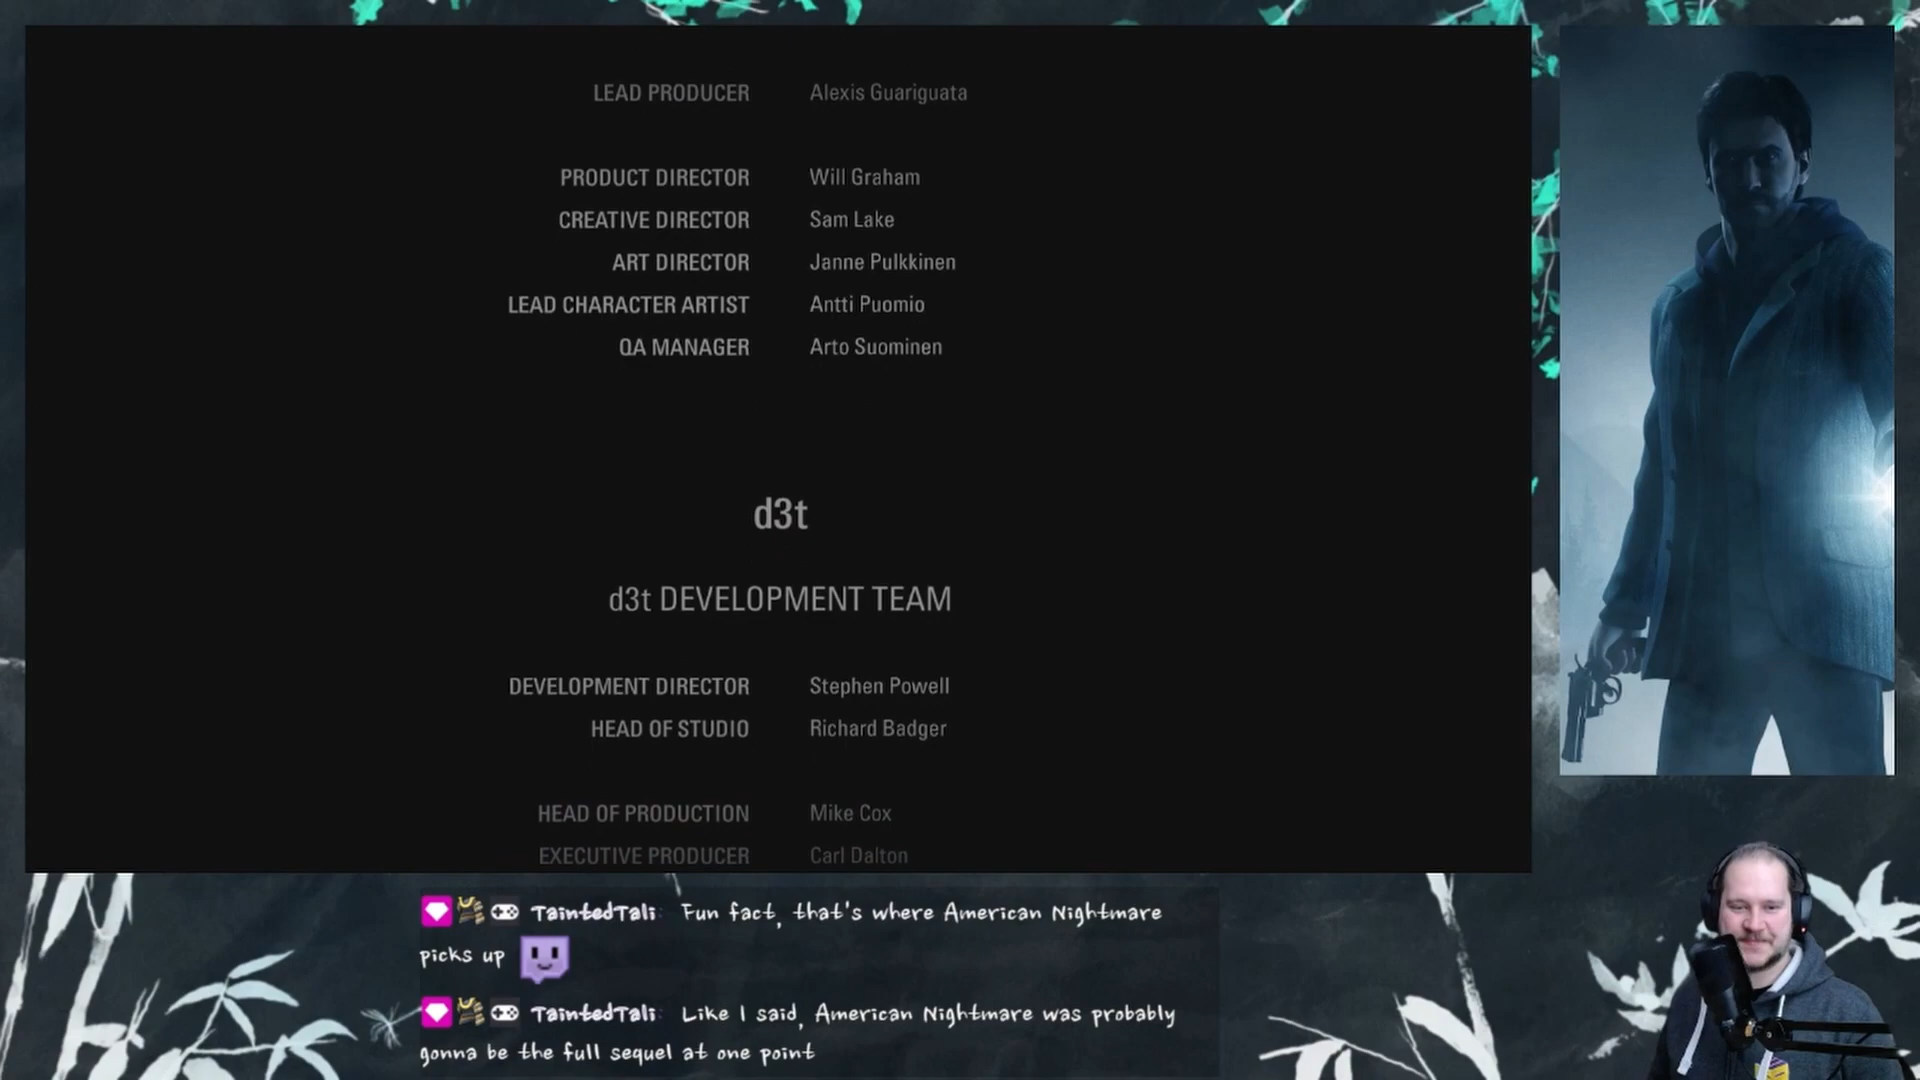 LEAD PRODUCER Alexis Guariguata
PRODUCT DIRECTOR Will Graham
CREATIVE DIRECTOR Sam Lake
ART DIRECTOR Janne Pulkkinen
LEAD CHARACTER ARTIST Antti Puomio
QA MANAGER Arto Suominen
d3t
d3t DEVELOPMENT TEAM
DEVELOPMENT DIRECTOR Stephen Powell
HEAD OF STUDIO Richard Badger
HEAD OF PRODUCTION Mike Cox
EXECUTIVE PRODUCER Carl Dalton
TaintedTali: Fun fact, that's where American Nightmare
picks up
TaintedTali: Like I said, American Nightmare was probably
gonna be the full sequel at one point